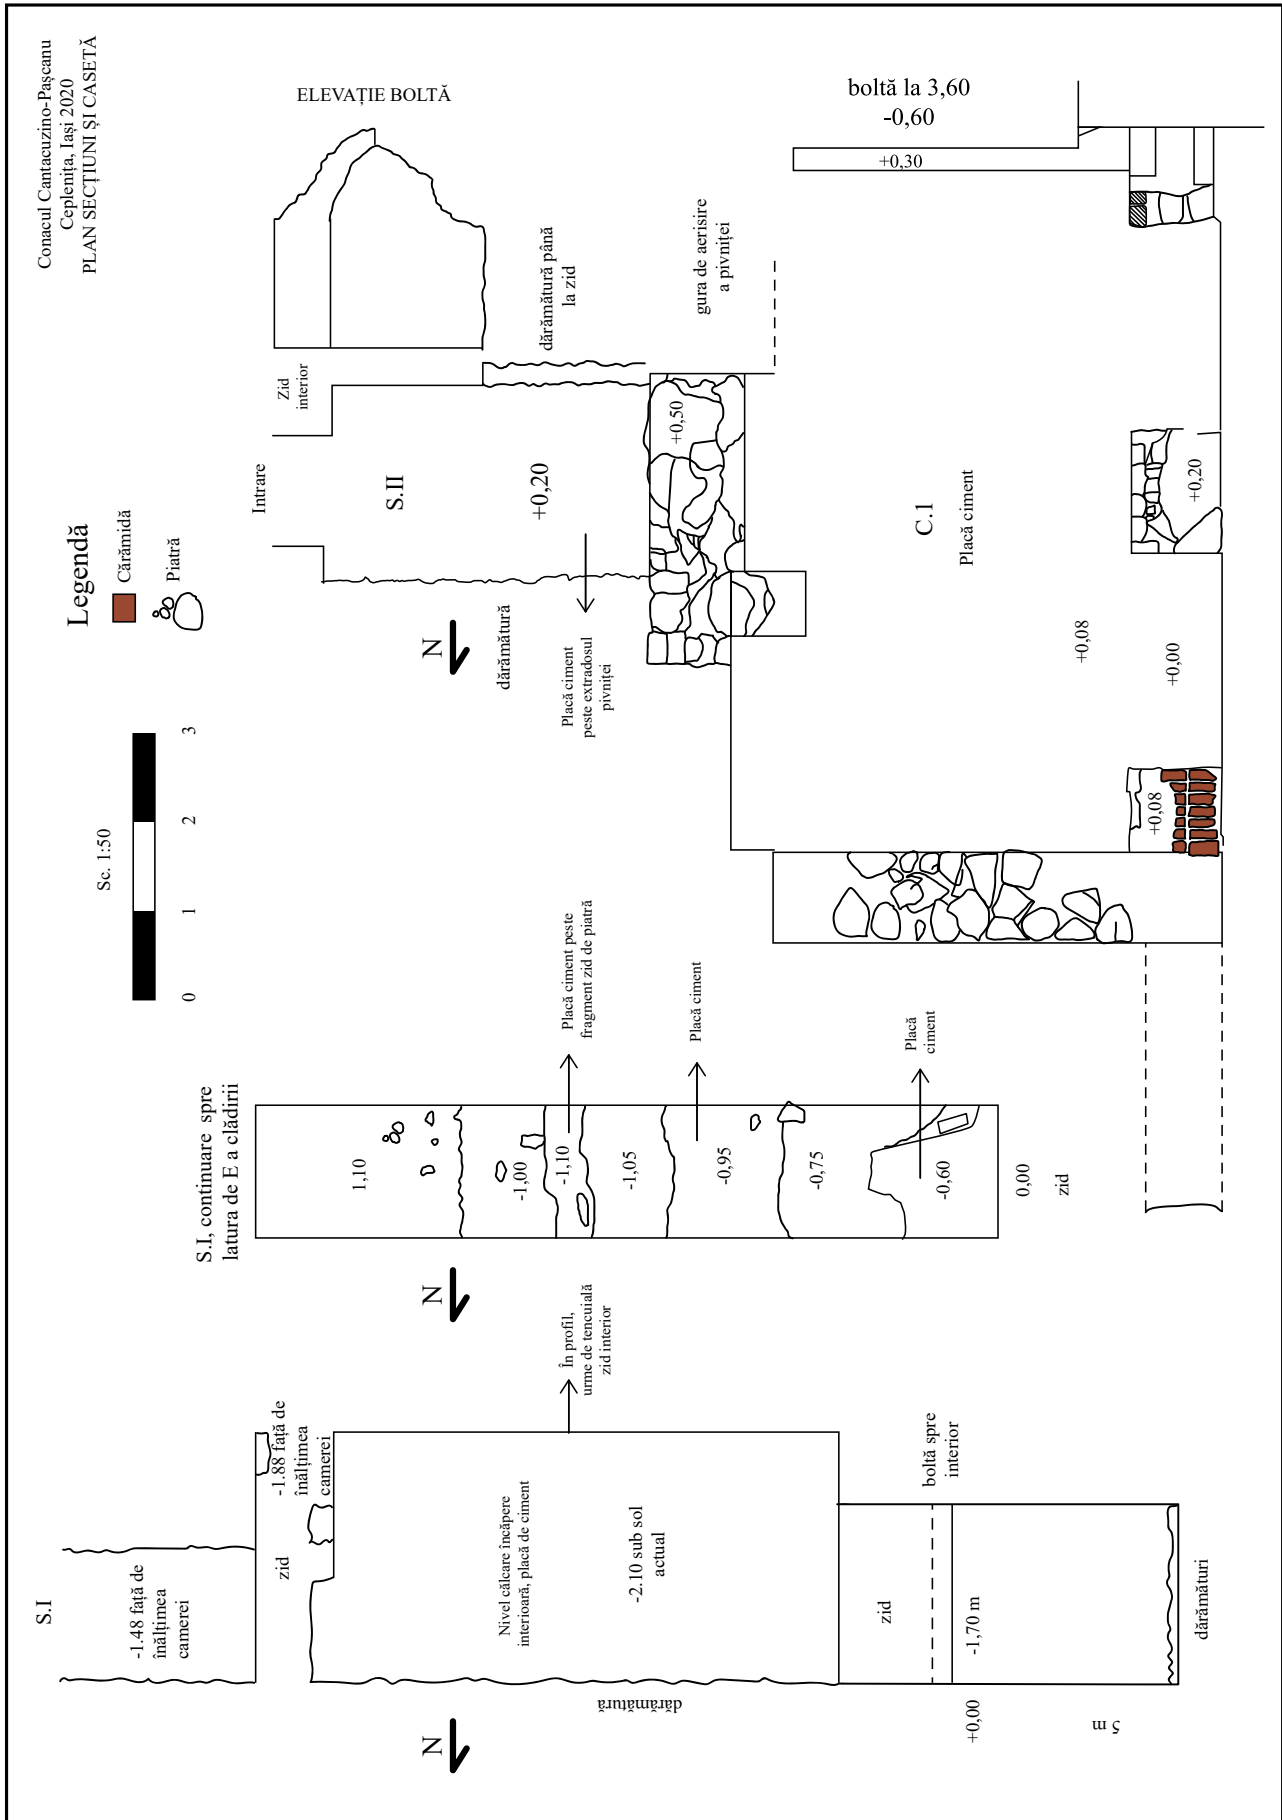 Conacul Cantacuzino-Pașcanu
Ceplenița, Iași 2020
PLAN SECȚIUNI ȘI CASETĂ
S.I
-1.48 față de
înălțimea
camerei
zid
-1.88 față de
înălțimea
camerei
Nivel călcare încăpere
interioară, placă de ciment
-2.10 sub sol
actual
În profil,
urme de tencuială
zid interior
dărâmătură
zid
boltă spre
interior
-1,70 m
+0,00
5 m
dărâmături
N
S.I, continuare spre
latura de E a clădirii
N
1,10
-1,00
-1,10
-1,05
-0,95
-0,75
-0,60
0,00
zid
Placă ciment peste
fragment zid de piatră
Placă ciment
Placă
ciment
Sc. 1:50
0
1
2
3
Legendă
Cărămidă
Piatră
N
Intrare
Zid
interior
ELEVAȚIE BOLTĂ
S.II
+0,20
dărâmătură
dărâmătură până
la zid
Placă ciment
peste extradosul
pivniței
+0,50
gura de aerisire
a pivniței
boltă la 3,60
-0,60
+0,30
C.1
Placă ciment
+0,08
+0,00
+0,08
+0,20